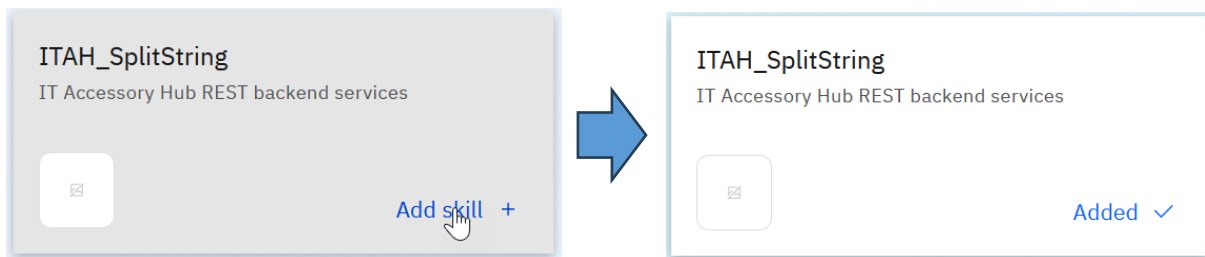 ITAH_SplitString
IT Accessory Hub REST backend services
Add skill +
ITAH_SplitString
IT Accessory Hub REST backend services
Added ✓